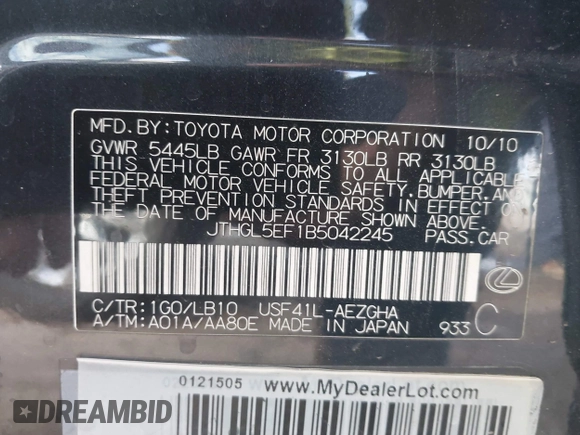 MFD.BY:TOYOTA MOTOR CORPORATION 10/10
GVWR 5445LB GAWR FR 3130LB RR 3130LB
THIS VEHICLE CONFORMS TO ALL APPLICABLE
FEDERAL MOTOR VEHICLE SAFETY,BUMPER,AND
THEFT PREVENTION STANDARDS IN EFFECT ON
THE DATE OF MANUFACTURE SHOWN ABOVE.
JTHGL5EF1B5042245 PASS.CAR
C/TR:1G0/LB10 USF41L-AEZGHA
A/TM:A01A/AA80E MADE IN JAPAN 933 C
0121505 www.MyDealerLot.com
DREAMBID